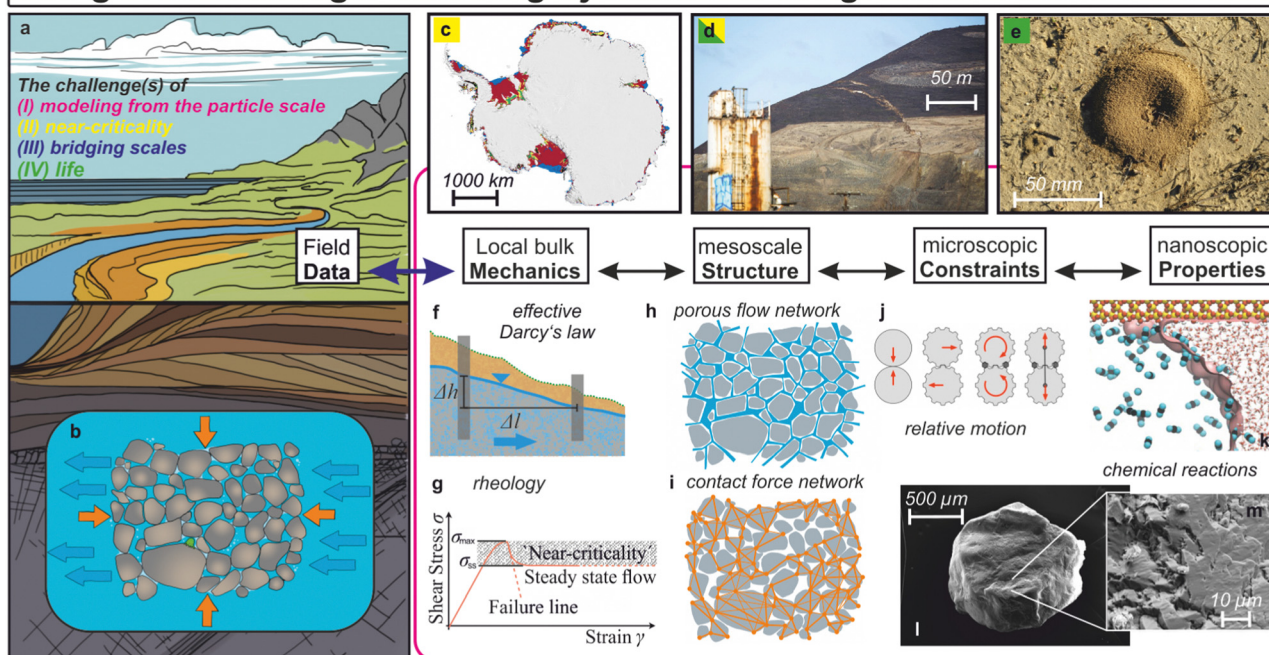 a
The challenge(s) of
(I) modeling from the particle scale
(II) near-criticality
(III) bridging scales
(IV) life
c
1000 km
d
50 m
e
50 mm
Field
Data
Local bulk
Mechanics
mesoscale
Structure
microscopic
Constraints
nanoscopic
Properties
b
f
effective
Darcy's law
Δh
Δl
g
rheology
Shear Stress σ
σmax
σss
Near-criticality
Steady state flow
Failure line
Strain γ
h
porous flow network
i
contact force network
j
relative motion
k
chemical reactions
500 µm
l
m
10 µm